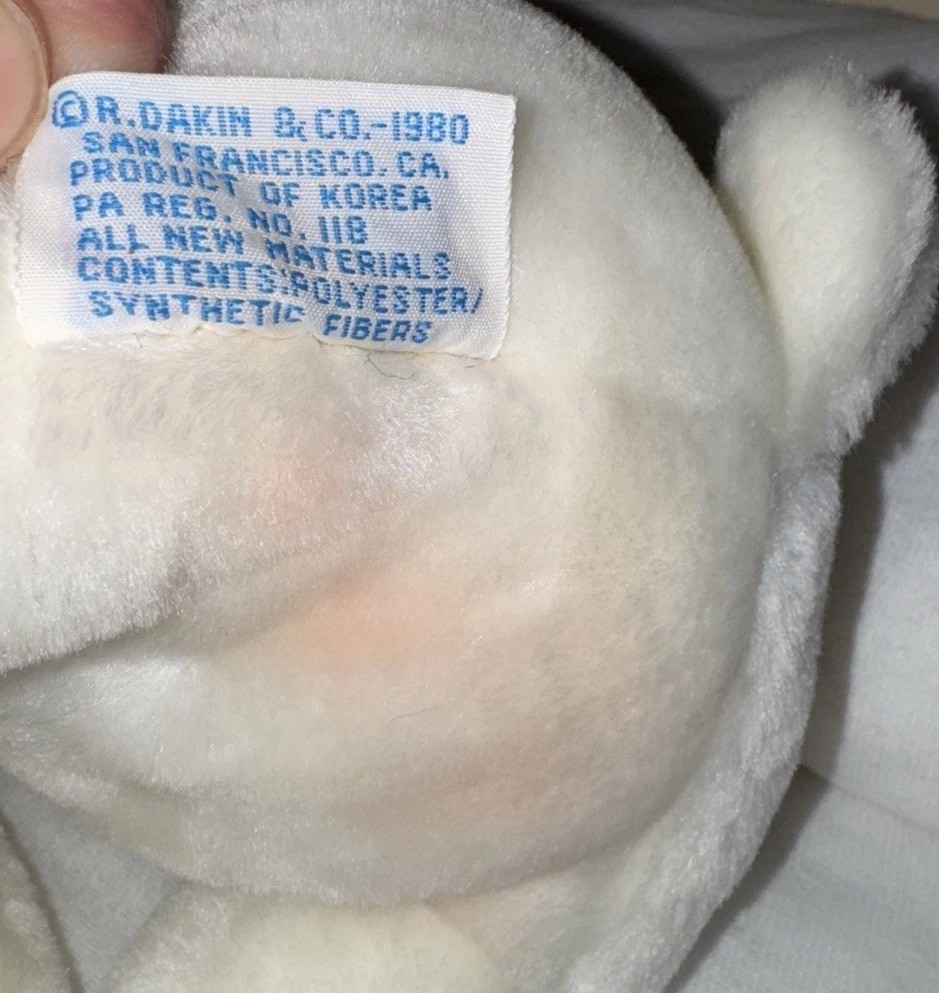 ©R.DAKIN & CO.-1980
SAN FRANCISCO. CA.
PRODUCT OF KOREA
PA REG. NO. 118
ALL NEW MATERIALS
CONTENTS:POLYESTER/
SYNTHETIC FIBERS